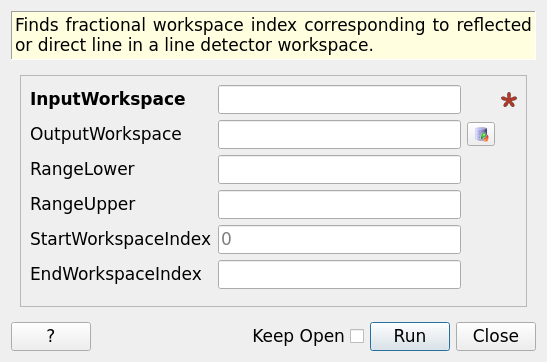 Finds fractional workspace index corresponding to reflected
or direct line in a line detector workspace.
InputWorkspace
OutputWorkspace
RangeLower
RangeUpper
StartWorkspaceIndex 0
EndWorkspaceIndex
? Keep Open Run Close